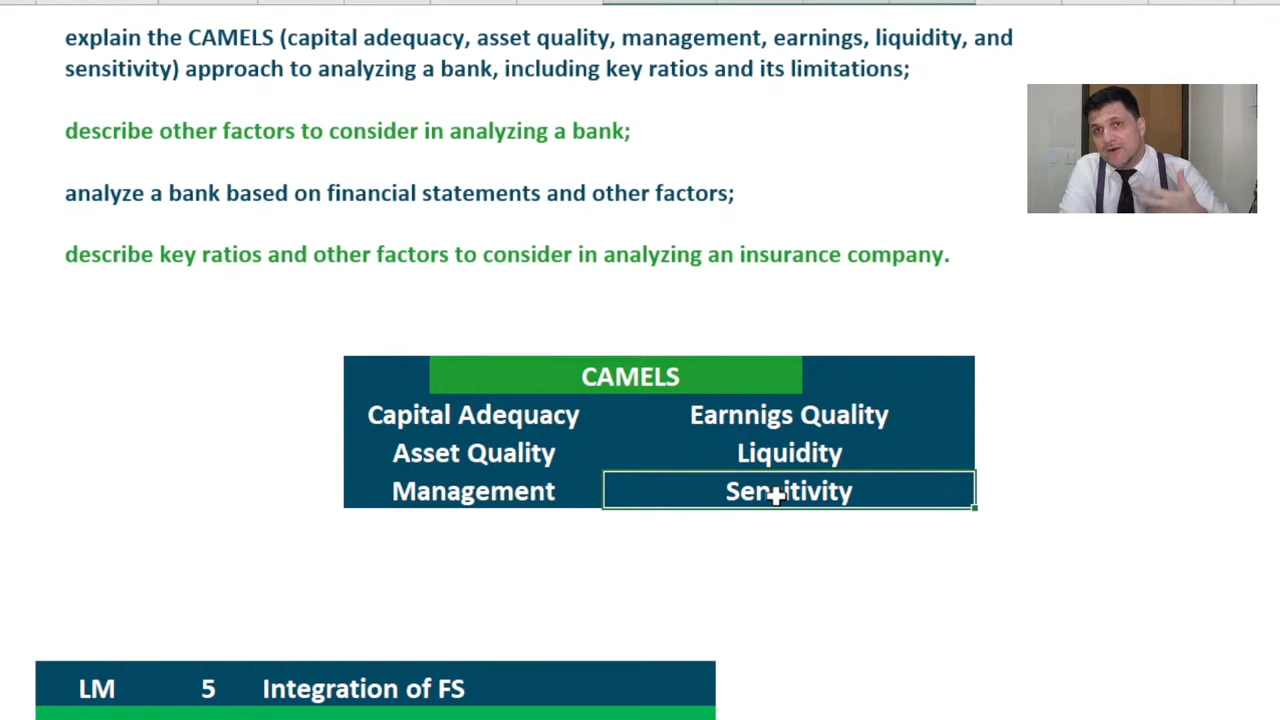 explain the CAMELS (capital adequacy, asset quality, management, earnings, liquidity, and
sensitivity) approach to analyzing a bank, including key ratios and its limitations;
describe other factors to consider in analyzing a bank;
analyze a bank based on financial statements and other factors;
describe key ratios and other factors to consider in analyzing an insurance company.
CAMELS
Capital Adequacy Earnnigs Quality
Asset Quality Liquidity
Management Sensitivity
LM 5 Integration of FS